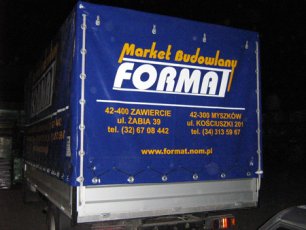 Market Budowlany
FORMAT
42-400 ZAWIERCIE
ul. ŻABIA 39
tel. (32) 67 08 442
42-300 MYSZKÓW
ul. KOŚCIUSZKI 201
tel. (34) 313 59 67
www.format.nom.pl